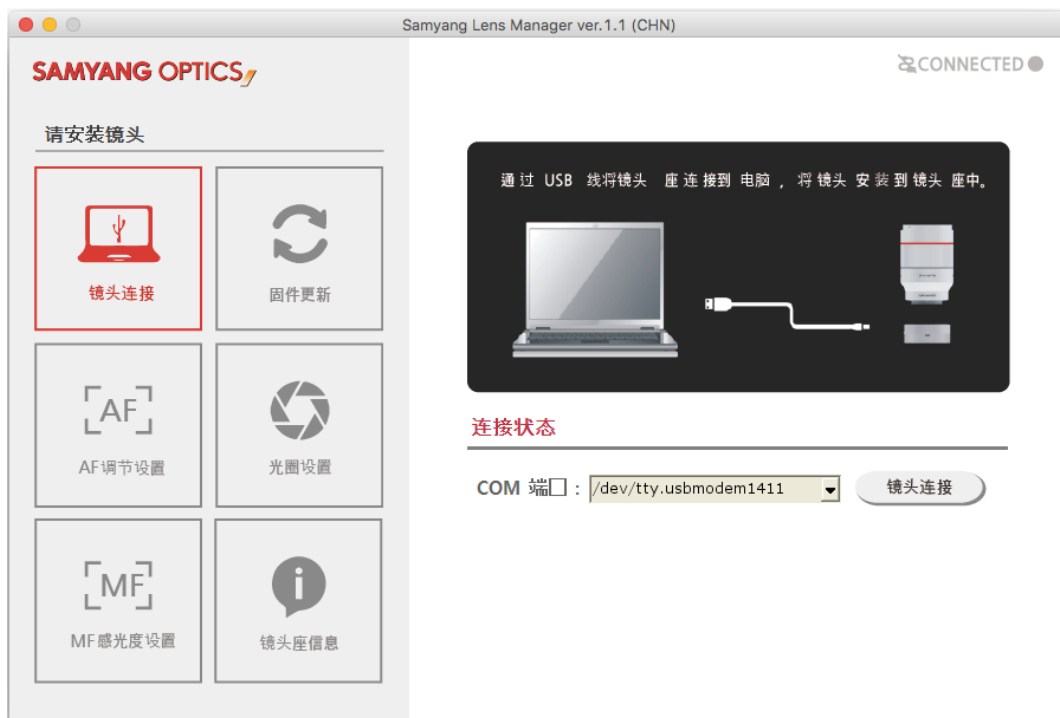 Samyang Lens Manager ver.1.1 (CHN)
SAMYANG OPTICS
CONNECTED
请安装镜头
镜头连接
固件更新
AF调节设置
光圈设置
MF感光度设置
镜头座信息
通过 USB 线将镜头 座连接到 电脑 , 将 镜头 安装到 镜头 座中。
连接状态
COM 端口 : /dev/tty.usbmodem1411
镜头连接